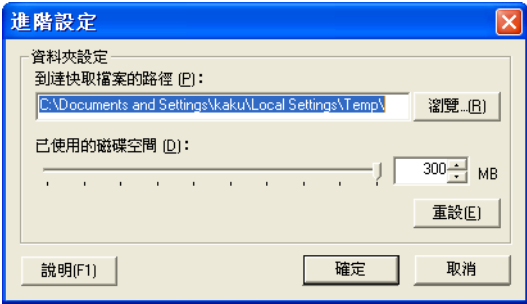 進階設定
資料夾設定
到達快取檔案的路徑 (P):
C:\Documents and Settings\kaku\Local Settings\Temp\
瀏覽...(R)
已使用的磁碟空間 (D):
300 MB
重設(E)
說明(F1)
確定
取消